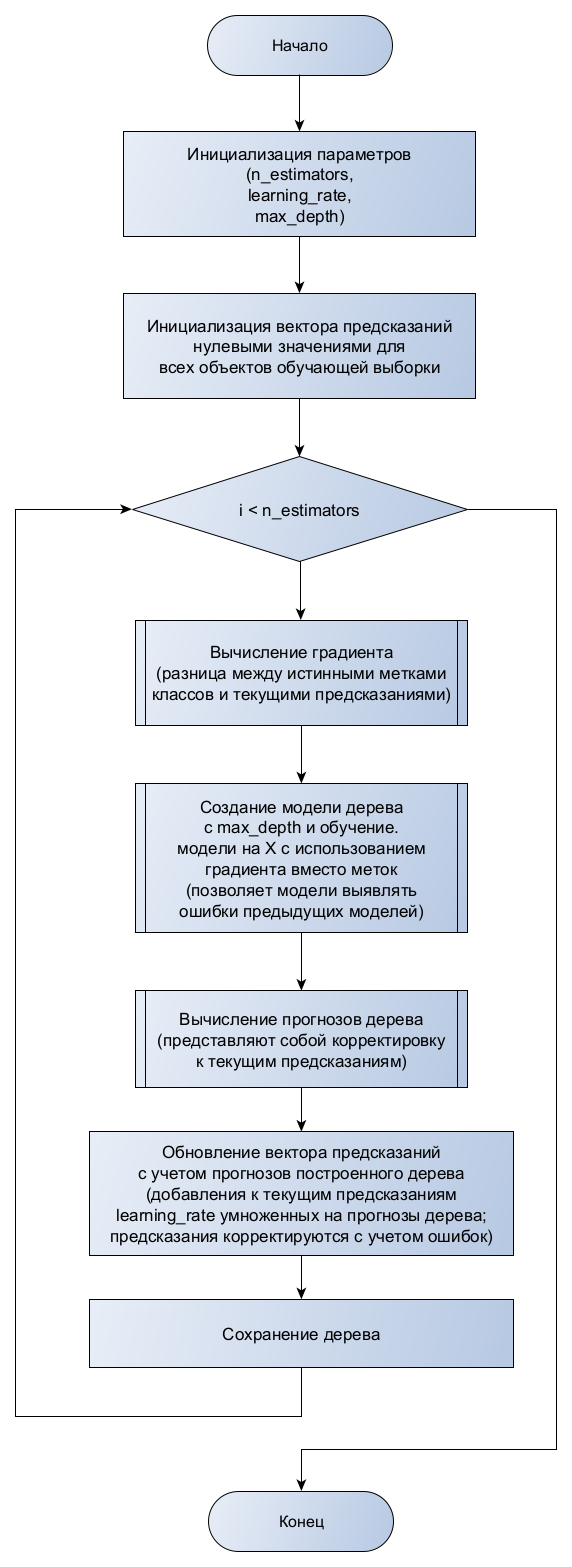 Начало
Инициализация параметров
(n_estimators,
learning_rate,
max_depth)
Инициализация вектора предсказаний
нулевыми значениями для
всех объектов обучающей выборки
i < n_estimators
Вычисление градиента
(разница между истинными метками
классов и текущими предсказаниями)
Создание модели дерева
с max_depth и обучение.
модели на X с использованием
градиента вместо меток
(позволяет модели выявлять
ошибки предыдущих моделей)
Вычисление прогнозов дерева
(представляют собой корректировку
к текущим предсказаниям)
Обновление вектора предсказаний
с учетом прогнозов построенного дерева
(добавления к текущим предсказаниям
learning_rate умноженных на прогнозы дерева;
предсказания корректируются с учетом ошибок)
Сохранение дерева
Конец